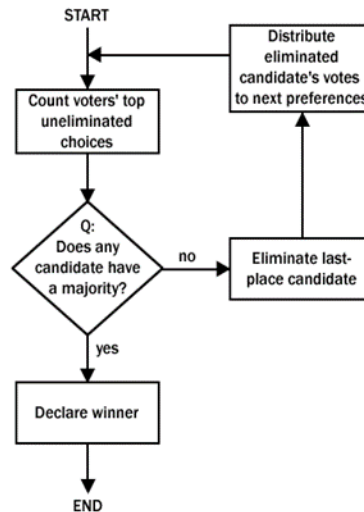 START
Count voters' top
uneliminated
choices
Q:
Does any
candidate have
a majority?
no
Eliminate last-
place candidate
Distribute
eliminated
candidate's votes
to next preferences
yes
Declare winner
END